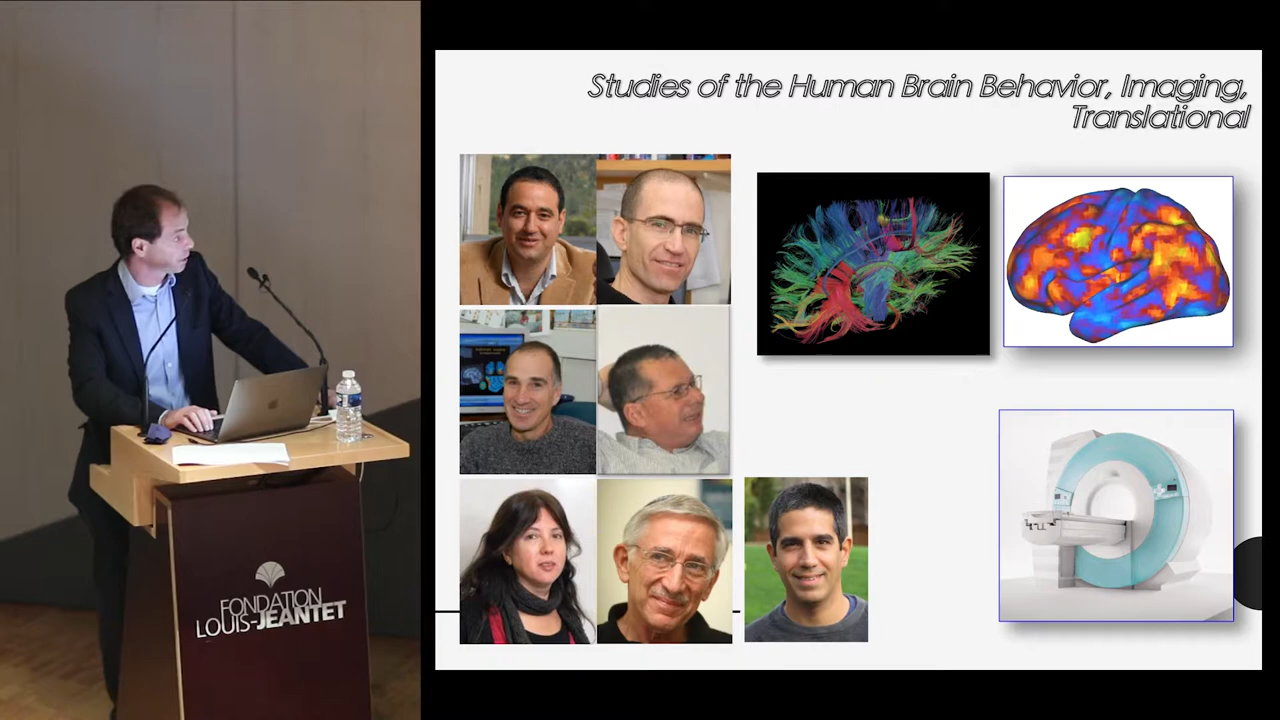 Studies of the Human Brain Behavior, Imaging,
Translational
FONDATION
LOUIS-JEANTET